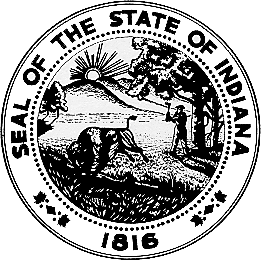 SEAL OF THE STATE OF INDIANA
1816